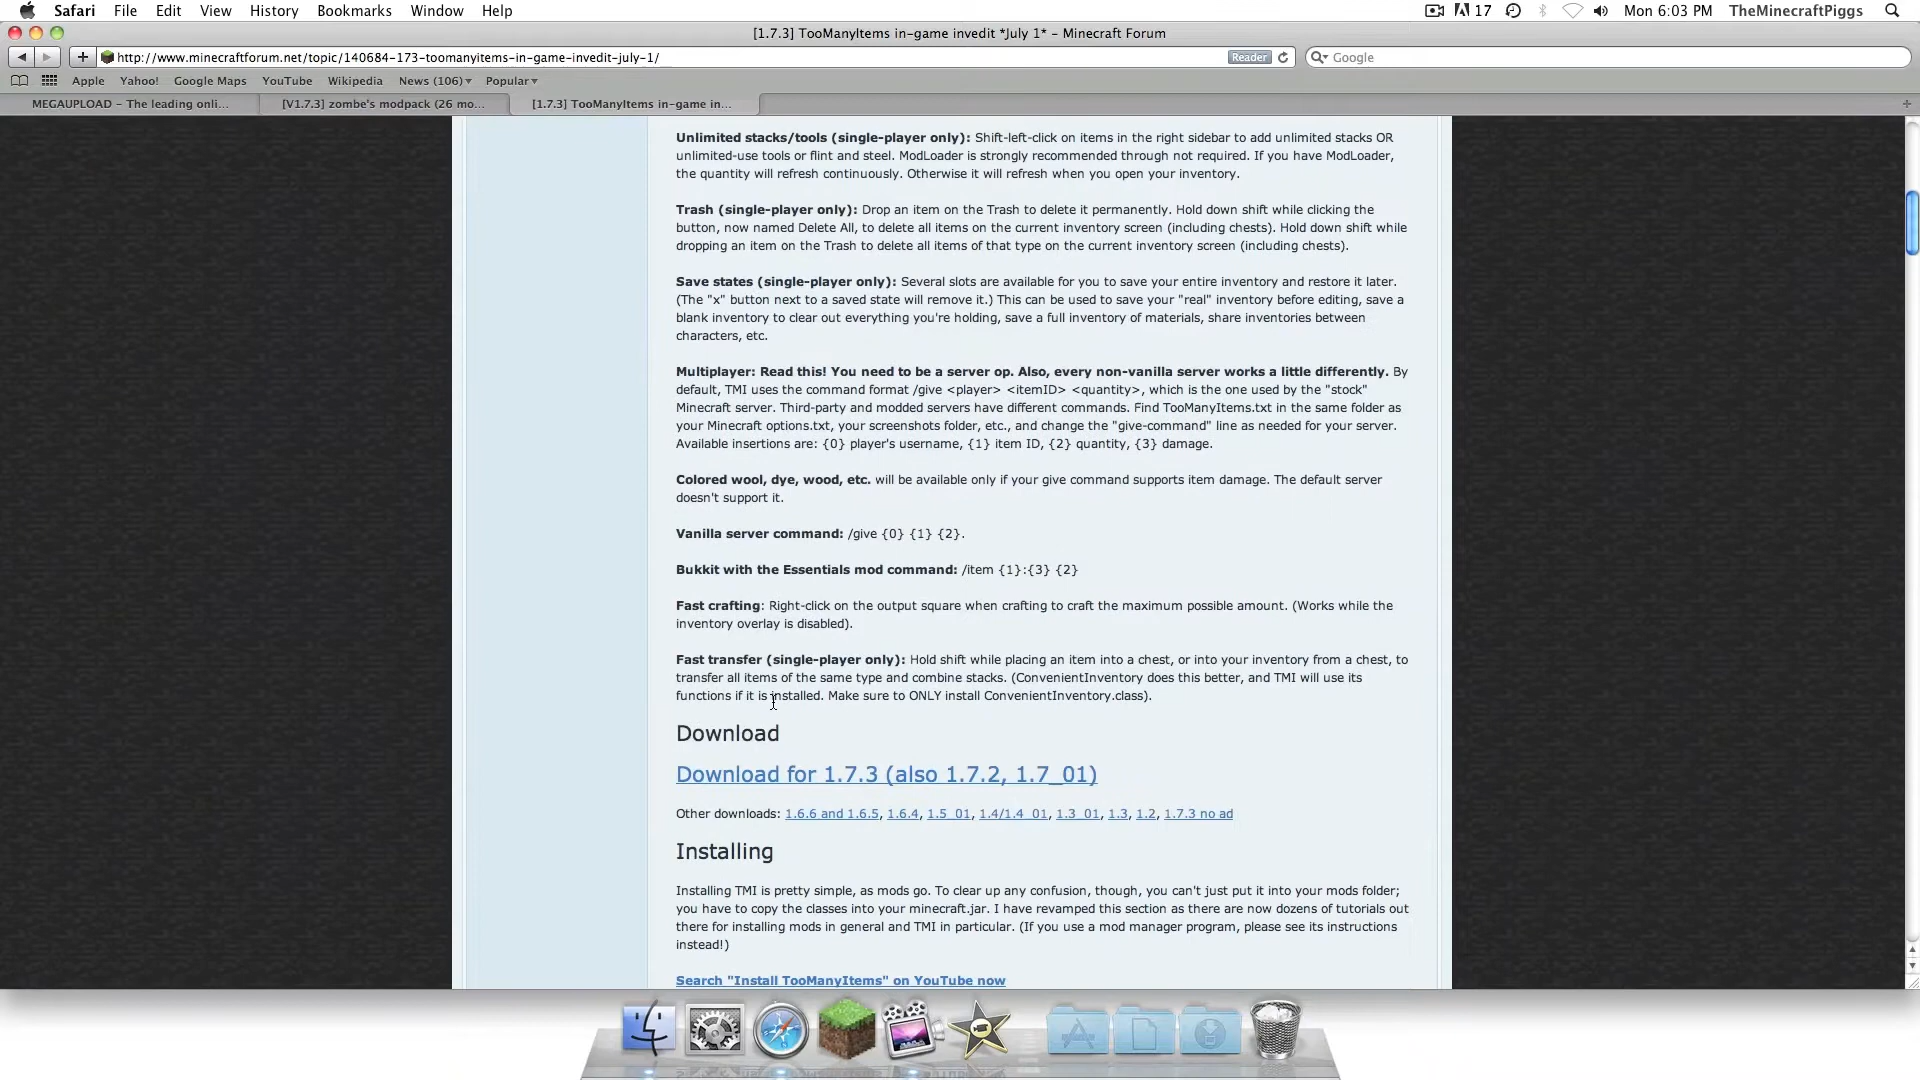 Safari File Edit View History Bookmarks Window Help 17 Mon 6:03 PM TheMinecraftPiggs
[1.7.3] TooManyItems in-game invedit *July 1* - Minecraft Forum
http://www.minecraftforum.net/topic/140684-173-toomanyitems-in-game-invedit-july-1/ Reader Google
Apple Yahoo! Google Maps YouTube Wikipedia News (106) Popular
MEGAUPLOAD - The leading onli... [V1.7.3] zombe's modpack (26 mo... [1.7.3] TooManyItems in-game in...
Unlimited stacks/tools (single-player only): Shift-left-click on items in the right sidebar to add unlimited stacks OR
unlimited-use tools or flint and steel. ModLoader is strongly recommended through not required. If you have ModLoader,
the quantity will refresh continuously. Otherwise it will refresh when you open your inventory.
Trash (single-player only): Drop an item on the Trash to delete it permanently. Hold down shift while clicking the
button, now named Delete All, to delete all items on the current inventory screen (including chests). Hold down shift while
dropping an item on the Trash to delete all items of that type on the current inventory screen (including chests).
Save states (single-player only): Several slots are available for you to save your entire inventory and restore it later.
(The "x" button next to a saved state will remove it.) This can be used to save your "real" inventory before editing, save a
blank inventory to clear out everything you're holding, save a full inventory of materials, share inventories between
characters, etc.
Multiplayer: Read this! You need to be a server op. Also, every non-vanilla server works a little differently. By
default, TMI uses the command format /give <player> <itemID> <quantity>, which is the one used by the "stock"
Minecraft server. Third-party and modded servers have different commands. Find TooManyItems.txt in the same folder as
your Minecraft options.txt, your screenshots folder, etc., and change the "give-command" line as needed for your server.
Available insertions are: {0} player's username, {1} item ID, {2} quantity, {3} damage.
Colored wool, dye, wood, etc. will be available only if your give command supports item damage. The default server
doesn't support it.
Vanilla server command: /give {0} {1} {2}.
Bukkit with the Essentials mod command: /item {1}:{3} {2}
Fast crafting: Right-click on the output square when crafting to craft the maximum possible amount. (Works while the
inventory overlay is disabled).
Fast transfer (single-player only): Hold shift while placing an item into a chest, or into your inventory from a chest, to
transfer all items of the same type and combine stacks. (ConvenientInventory does this better, and TMI will use its
functions if it is installed. Make sure to ONLY install ConvenientInventory.class).
Download
Download for 1.7.3 (also 1.7.2, 1.7_01)
Other downloads: 1.6.6 and 1.6.5, 1.6.4, 1.5_01, 1.4/1.4_01, 1.3_01, 1.3, 1.2, 1.7.3 no ad
Installing
Installing TMI is pretty simple, as mods go. To clear up any confusion, though, you can't just put it into your mods folder;
you have to copy the classes into your minecraft.jar. I have revamped this section as there are now dozens of tutorials out
there for installing mods in general and TMI in particular. (If you use a mod manager program, please see its instructions
instead!)
Search "Install TooManyItems" on YouTube now